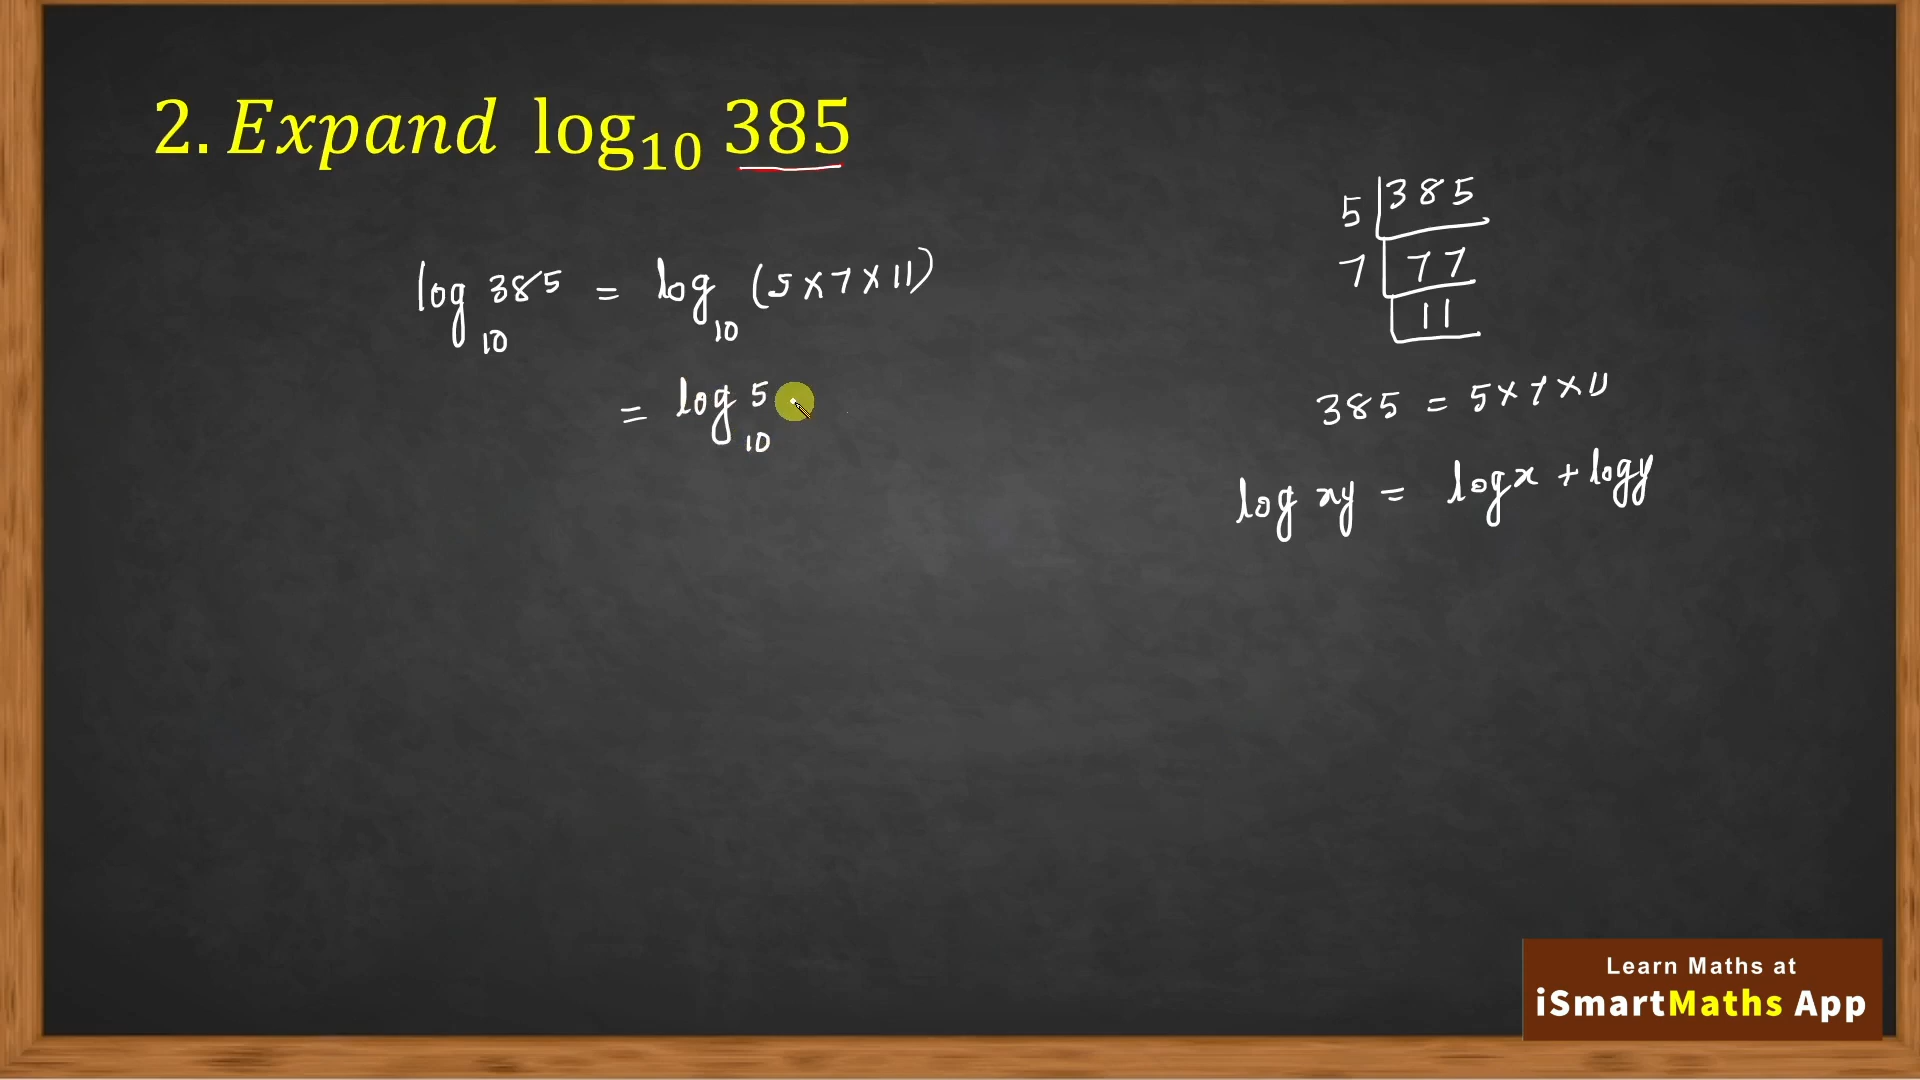 2. Expand log₁₀ 385
log₁₀ 385 = log₁₀ (5 × 7 × 11)
= log₁₀ 5
5 | 385
7 | 77
11
385 = 5 × 7 × 11
log xy = log x + log y
Learn Maths at
iSmartMaths App